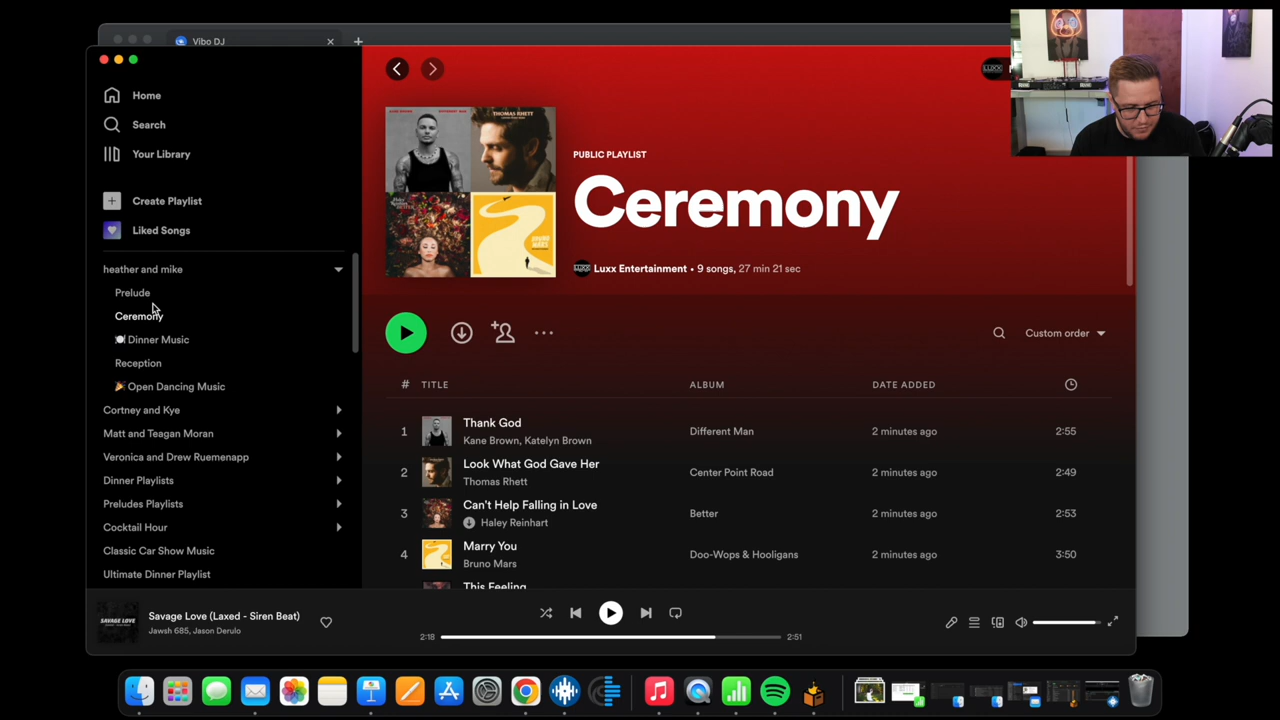 Vibo DJ
Home
Search
Your Library
Create Playlist
Liked Songs
heather and mike
Prelude
Ceremony
🍽 Dinner Music
Reception
🎉 Open Dancing Music
Cortney and Kye
Matt and Teagan Moran
Veronica and Drew Ruemenapp
Dinner Playlists
Preludes Playlists
Cocktail Hour
Classic Car Show Music
Ultimate Dinner Playlist
THOMAS RHETT
LUXX
PUBLIC PLAYLIST
Ceremony
Luxx Entertainment • 9 songs, 27 min 21 sec
Custom order
# TITLE ALBUM DATE ADDED
1 Thank God Different Man 2 minutes ago 2:55
Kane Brown, Katelyn Brown
2 Look What God Gave Her Center Point Road 2 minutes ago 2:49
Thomas Rhett
3 Can't Help Falling in Love Better 2 minutes ago 2:53
Haley Reinhart
4 Marry You Doo-Wops & Hooligans 2 minutes ago 3:50
Bruno Mars
This Feeling
SAVAGE LOVE
Savage Love (Laxed - Siren Beat)
Jawsh 685, Jason Derulo
2:18
2:51